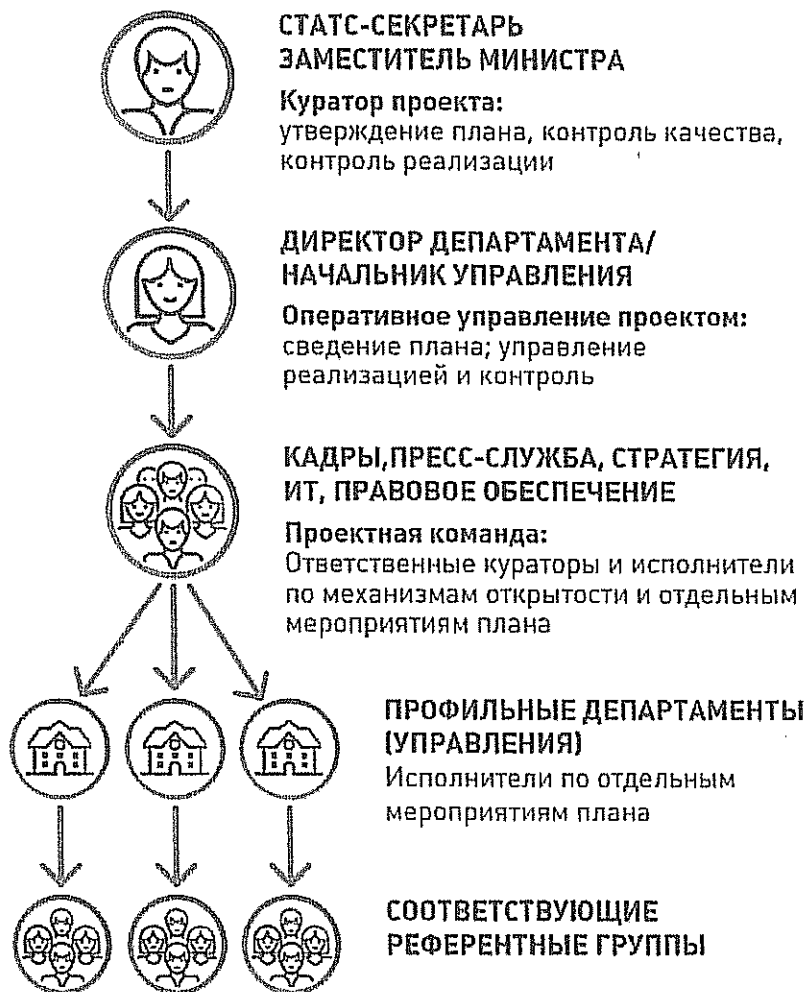 СТАТС-СЕКРЕТАРЬ
ЗАМЕСТИТЕЛЬ МИНИСТРА
Куратор проекта:
утверждение плана, контроль качества,
контроль реализации
ДИРЕКТОР ДЕПАРТАМЕНТА/
НАЧАЛЬНИК УПРАВЛЕНИЯ
Оперативное управление проектом:
сведение плана; управление
реализацией и контроль
КАДРЫ,ПРЕСС-СЛУЖБА, СТРАТЕГИЯ,
ИТ, ПРАВОВОЕ ОБЕСПЕЧЕНИЕ
Проектная команда:
Ответственные кураторы и исполнители
по механизмам открытости и отдельным
мероприятиям плана
ПРОФИЛЬНЫЕ ДЕПАРТАМЕНТЫ
(УПРАВЛЕНИЯ)
Исполнители по отдельным
мероприятиям плана
СООТВЕТСТВУЮЩИЕ
РЕФЕРЕНТНЫЕ ГРУППЫ